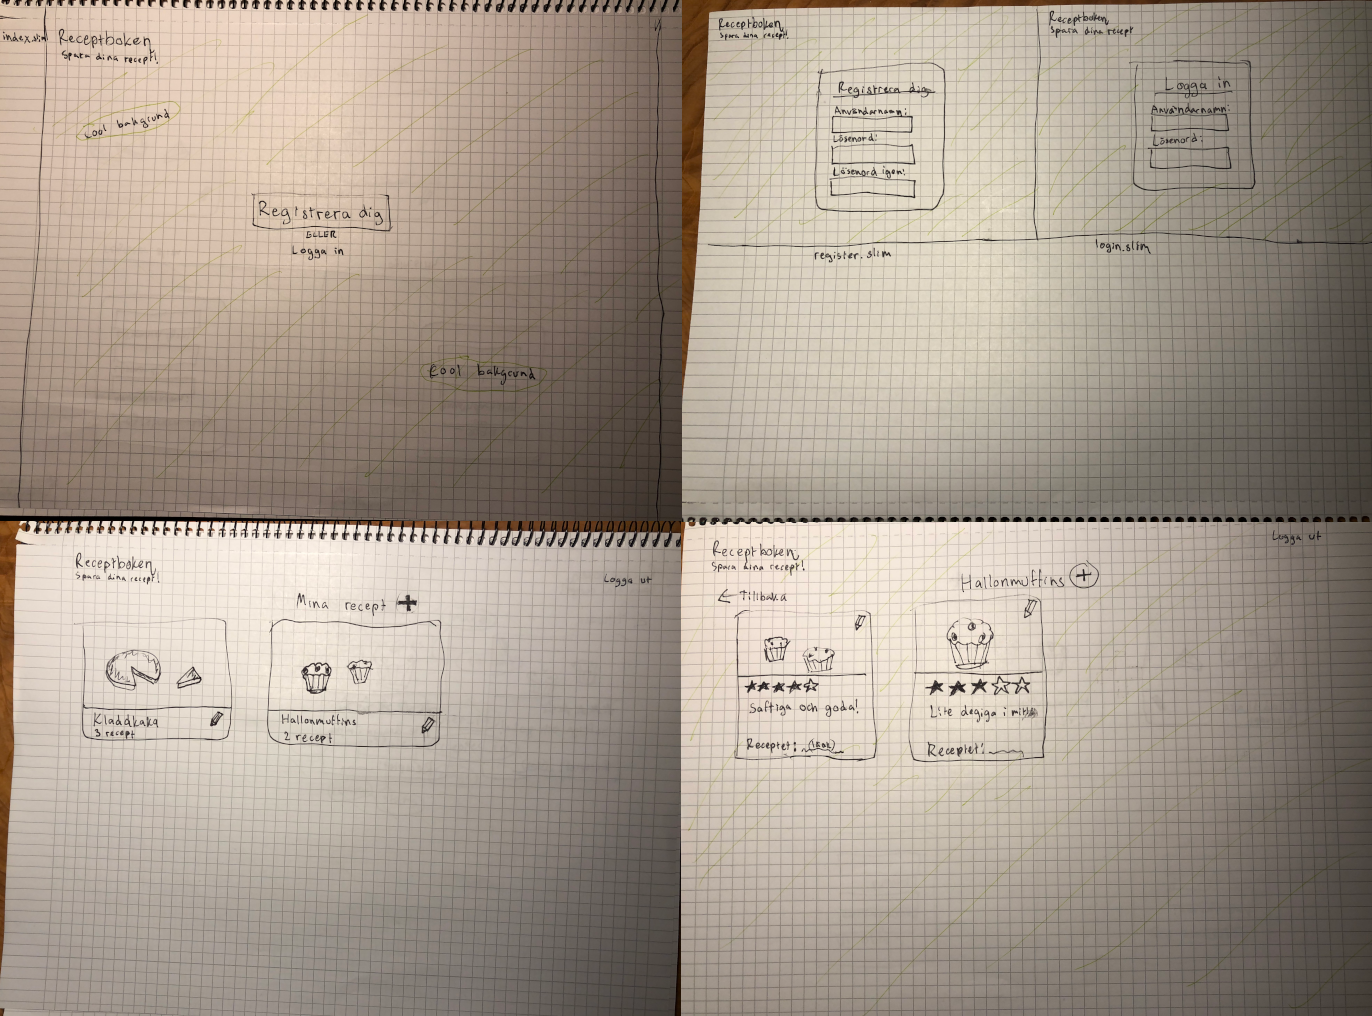 index.slim
Receptboken
Spara dina recept!
Cool bakgrund
Registrera dig
ELLER
Logga in
Cool bakgrund
Receptboken
Spara dina recept!
Registrera dig
Användarnamn:
Lösenord:
Lösenord igen:
register.slim
Receptboken
Spara dina recept
Logga in
Användarnamn:
Lösenord:
login.slim
Receptboken
Spara dina recept!
Logga ut
Mina recept +
Kladdkaka
3 recept
Hallonmuffins
2 recept
Receptboken
Spara dina recept!
Logga ut
← Tillbaka
Hallonmuffins +
Saftiga och goda!
Receptet:
Lite degiga i
Receptet: